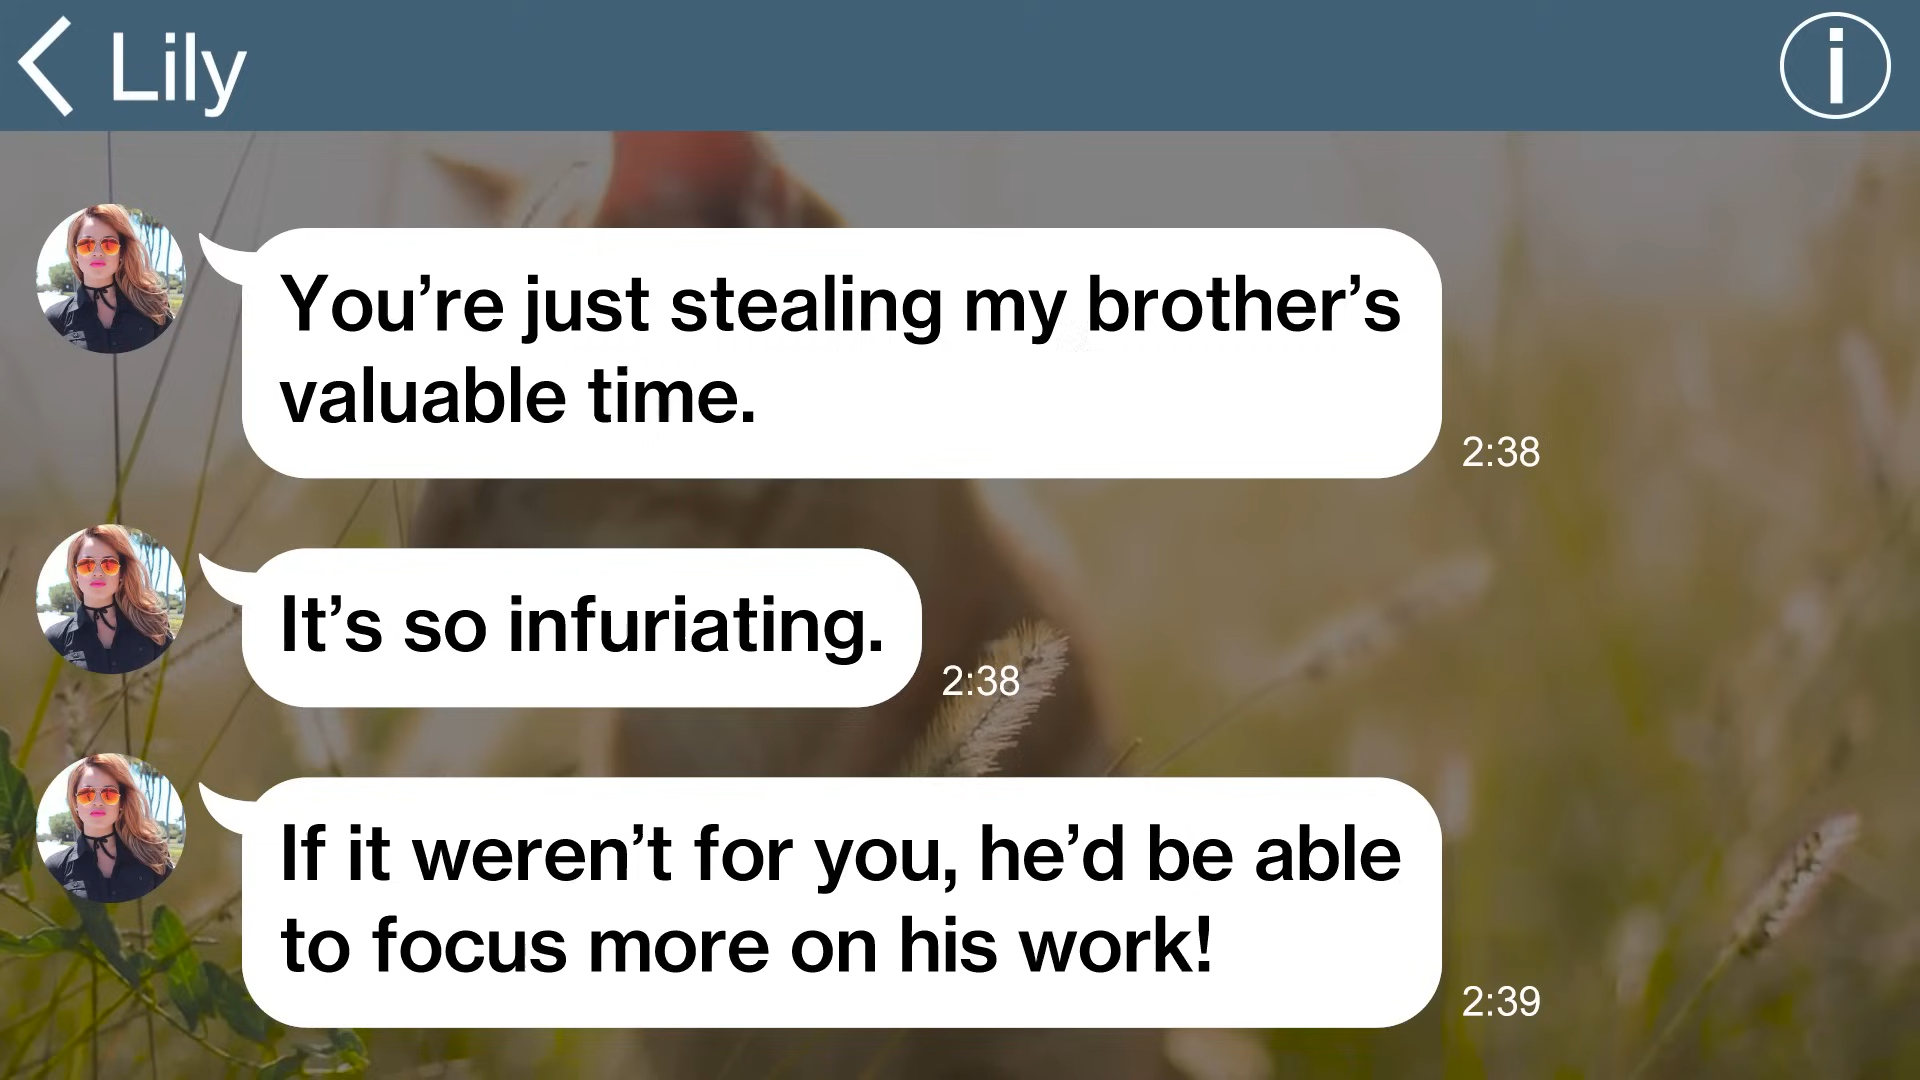 Lily
You’re just stealing my brother’s
valuable time.
2:38
It’s so infuriating.
2:38
If it weren’t for you, he’d be able
to focus more on his work!
2:39